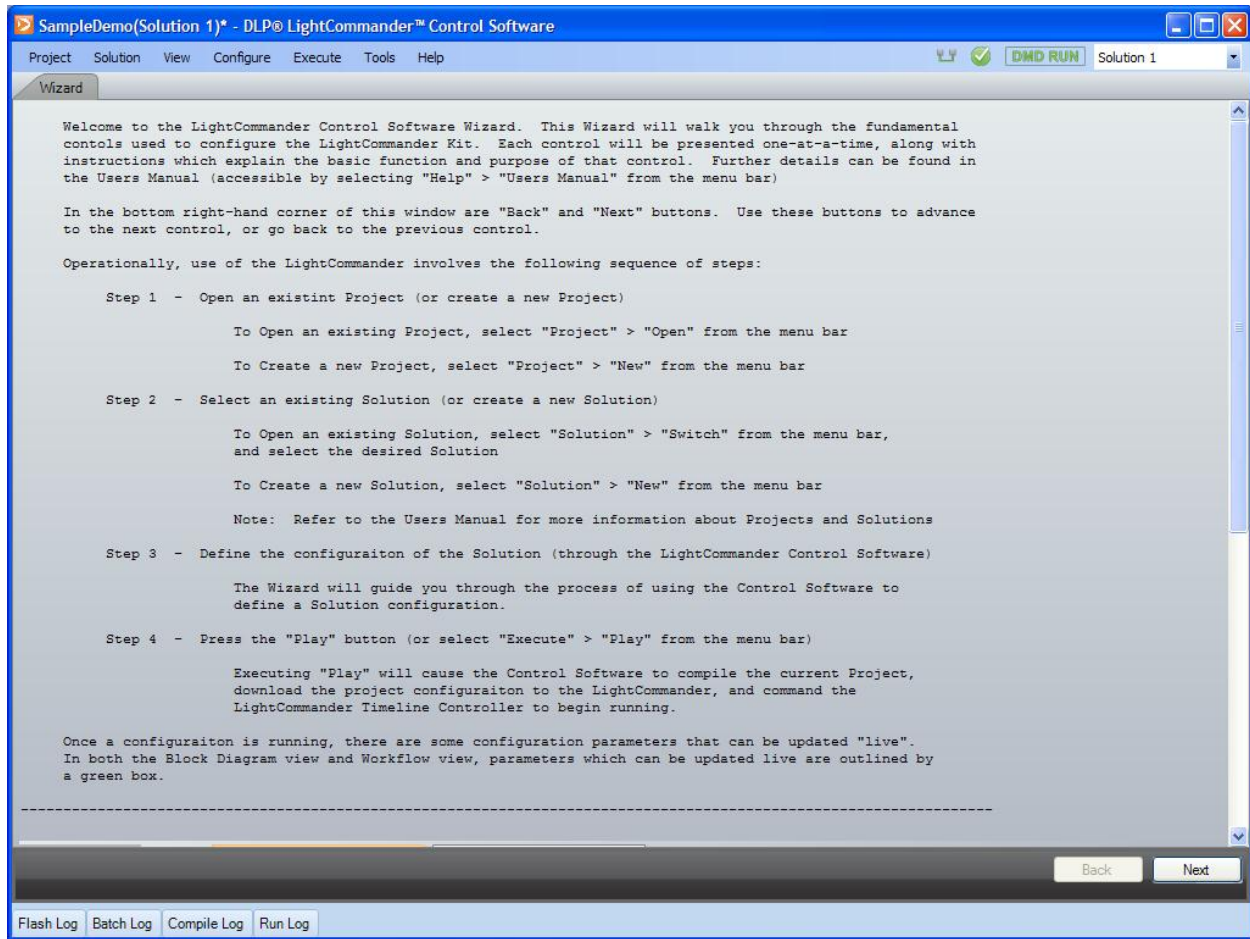 SampleDemo(Solution 1)* - DLP® LightCommander™ Control Software
Project Solution View Configure Execute Tools Help DMD RUN Solution 1
Wizard
Welcome to the LightCommander Control Software Wizard. This Wizard will walk you through the fundamental
contols used to configure the LightCommander Kit. Each control will be presented one-at-a-time, along with
instructions which explain the basic function and purpose of that control. Further details can be found in
the Users Manual (accessible by selecting "Help" > "Users Manual" from the menu bar)
In the bottom right-hand corner of this window are "Back" and "Next" buttons. Use these buttons to advance
to the next control, or go back to the previous control.
Operationally, use of the LightCommander involves the following sequence of steps:
Step 1 - Open an existint Project (or create a new Project)
To Open an existing Project, select "Project" > "Open" from the menu bar
To Create a new Project, select "Project" > "New" from the menu bar
Step 2 - Select an existing Solution (or create a new Solution)
To Open an existing Solution, select "Solution" > "Switch" from the menu bar,
and select the desired Solution
To Create a new Solution, select "Solution" > "New" from the menu bar
Note: Refer to the Users Manual for more information about Projects and Solutions
Step 3 - Define the configuraiton of the Solution (through the LightCommander Control Software)
The Wizard will guide you through the process of using the Control Software to
define a Solution configuration.
Step 4 - Press the "Play" button (or select "Execute" > "Play" from the menu bar)
Executing "Play" will cause the Control Software to compile the current Project,
download the project configuraiton to the LightCommander, and command the
LightCommander Timeline Controller to begin running.
Once a configuraiton is running, there are some configuration parameters that can be updated "live".
In both the Block Diagram view and Workflow view, parameters which can be updated live are outlined by
a green box.
Back Next
Flash Log Batch Log Compile Log Run Log